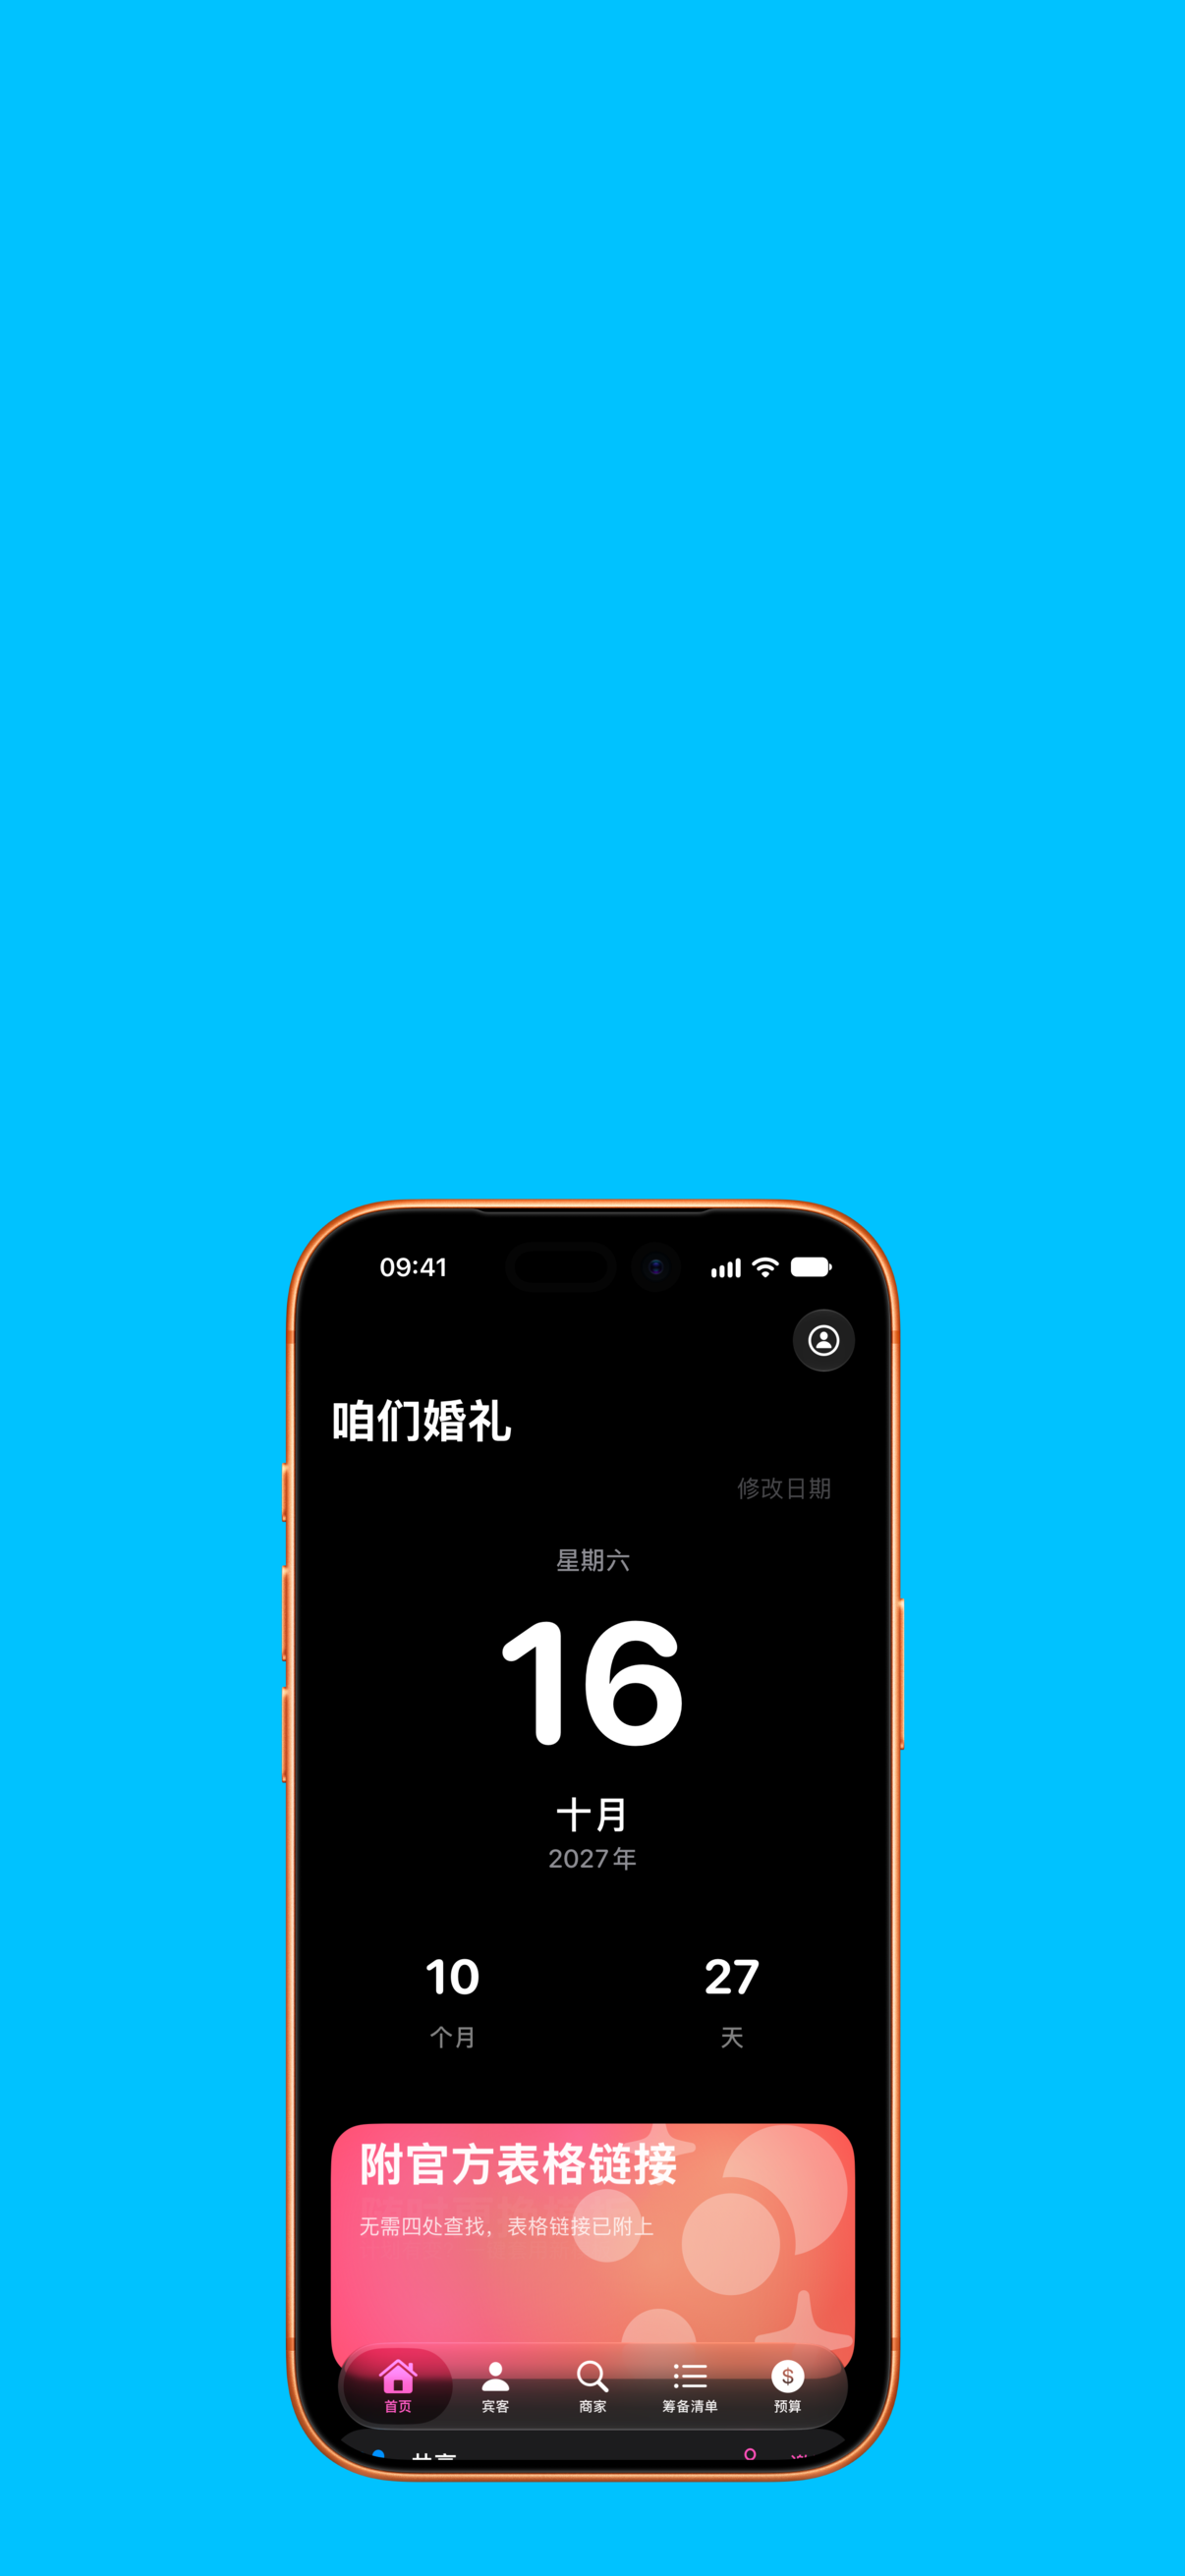 09:41
咱们婚礼
修改日期
星期六
16
十月
2027年
10
27
个月
天
附官方表格链接
无需四处查找，表格链接已附上
首页
宾客
商家
筹备清单
预算